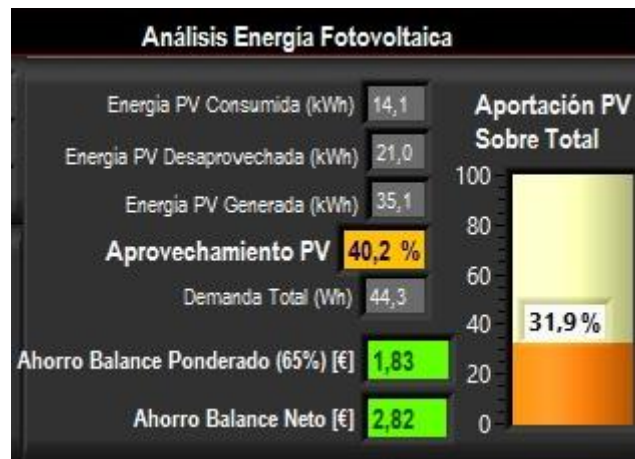 Análisis Energía Fotovoltaica
Energia PV Consumida (kWh) 14,1
Energia PV Desaprovechada (kWh) 21,0
Energia PV Generada (kWh) 35,1
Aprovechamiento PV 40,2 %
Demanda Total (Wh) 44,3
Ahorro Balance Ponderado (65%) [€] 1,83
Ahorro Balance Neto [€] 2,82
Aportación PV
Sobre Total
100
80
60
40
20
0
31,9%